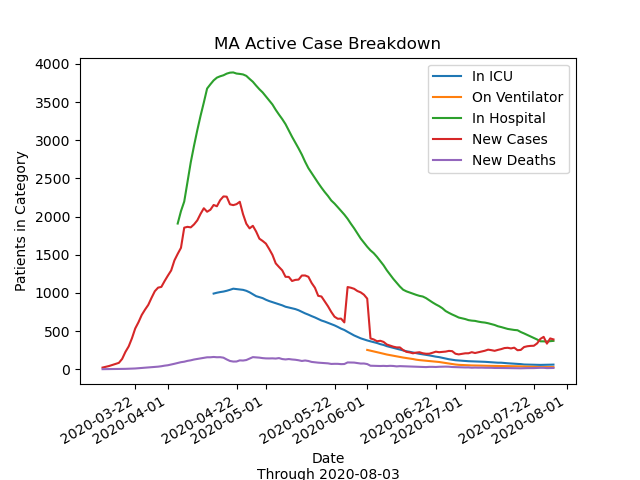 MA Active Case Breakdown
In ICU
On Ventilator
In Hospital
New Cases
New Deaths
Patients in Category
4000
3500
3000
2500
2000
1500
1000
500
0
2020-03-22
2020-04-01
2020-04-22
2020-05-01
2020-05-22
2020-06-01
2020-06-22
2020-07-01
2020-07-22
2020-08-01
Date
Through 2020-08-03